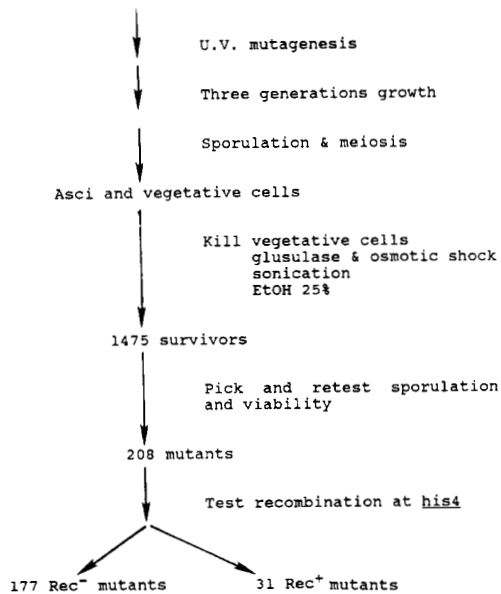 U.V. mutagenesis
Three generations growth
Sporulation & meiosis
Asci and vegetative cells
Kill vegetative cells
glusulase & osmotic shock
sonication
EtOH 25%
1475 survivors
Pick and retest sporulation
and viability
208 mutants
Test recombination at his4
177 Rec⁻ mutants
31 Rec⁺ mutants